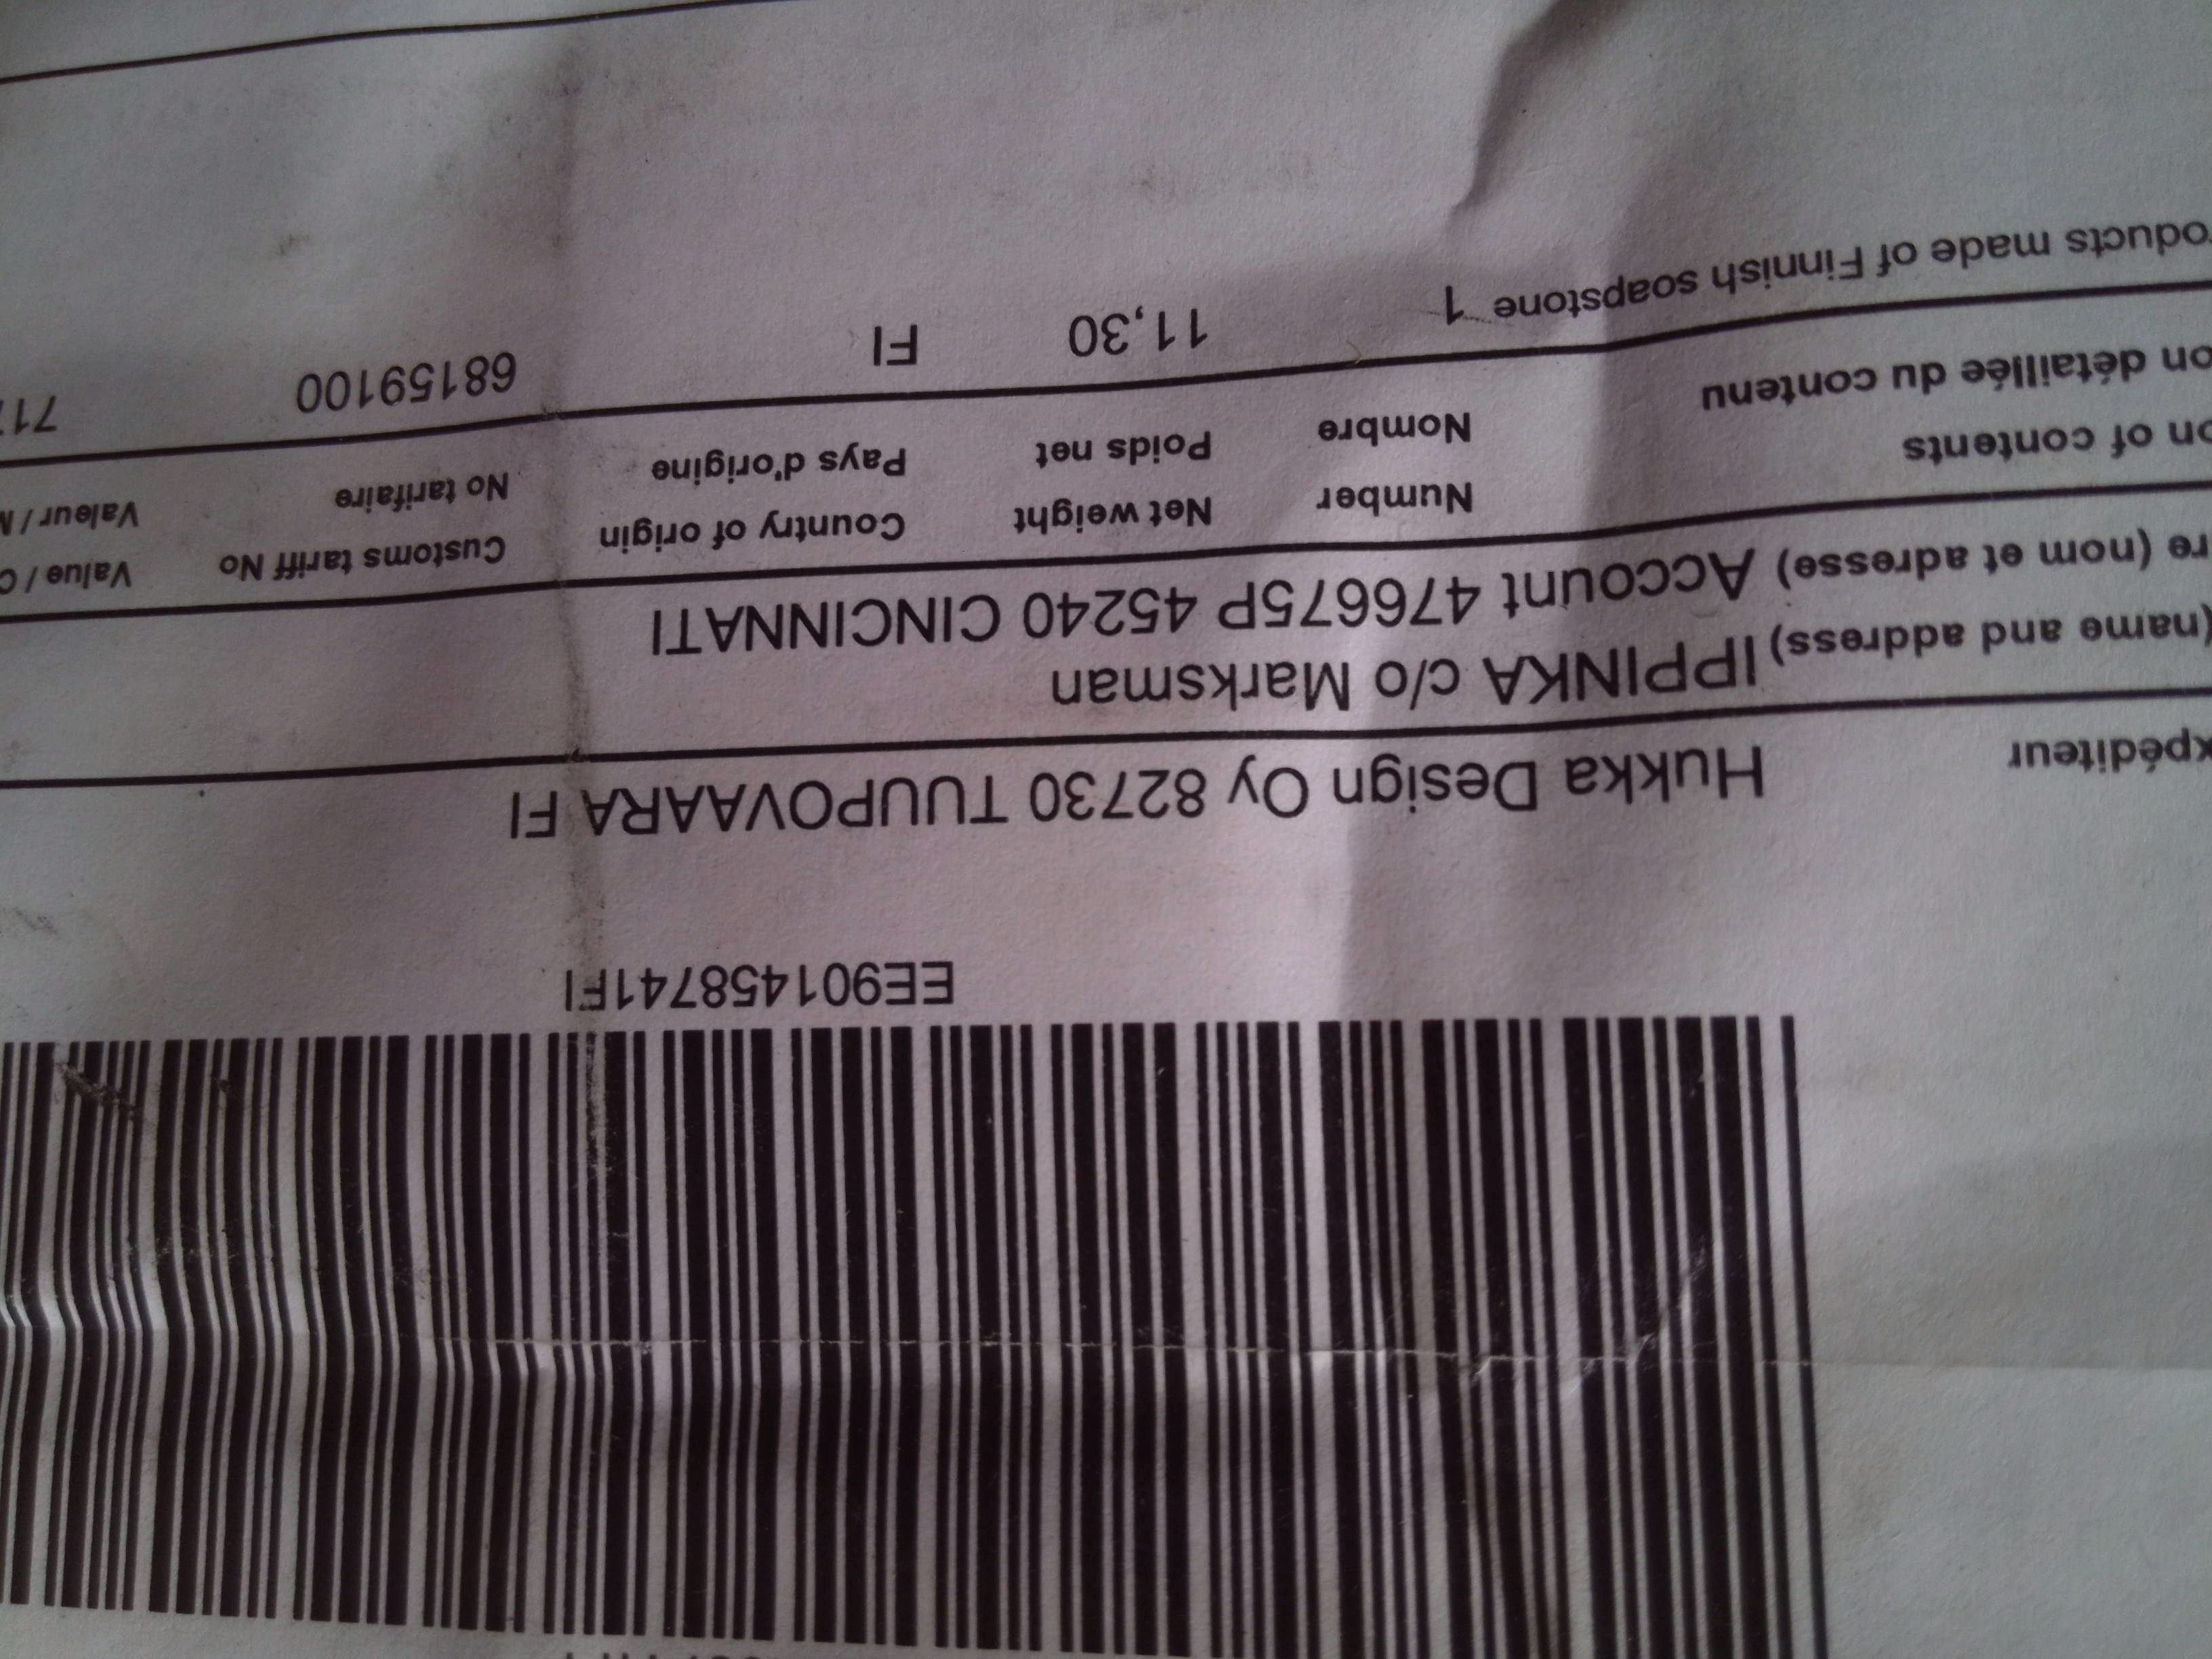 EE901458741FI
xpéditeur Hukka Design Oy 82730 TUUPOVAARA FI
(name and address) IPPINKA c/o Marksman
re (nom et adresse) Account 476675P 45240 CINCINNATI
on of contents Number Net weight Country of origin Customs tariff No Value / C
on détaillée du contenu Nombre Poids net Pays d'origine No tarifaire Valeur / M
oducts made of Finnish soapstone 1 11,30 FI 68159100 717